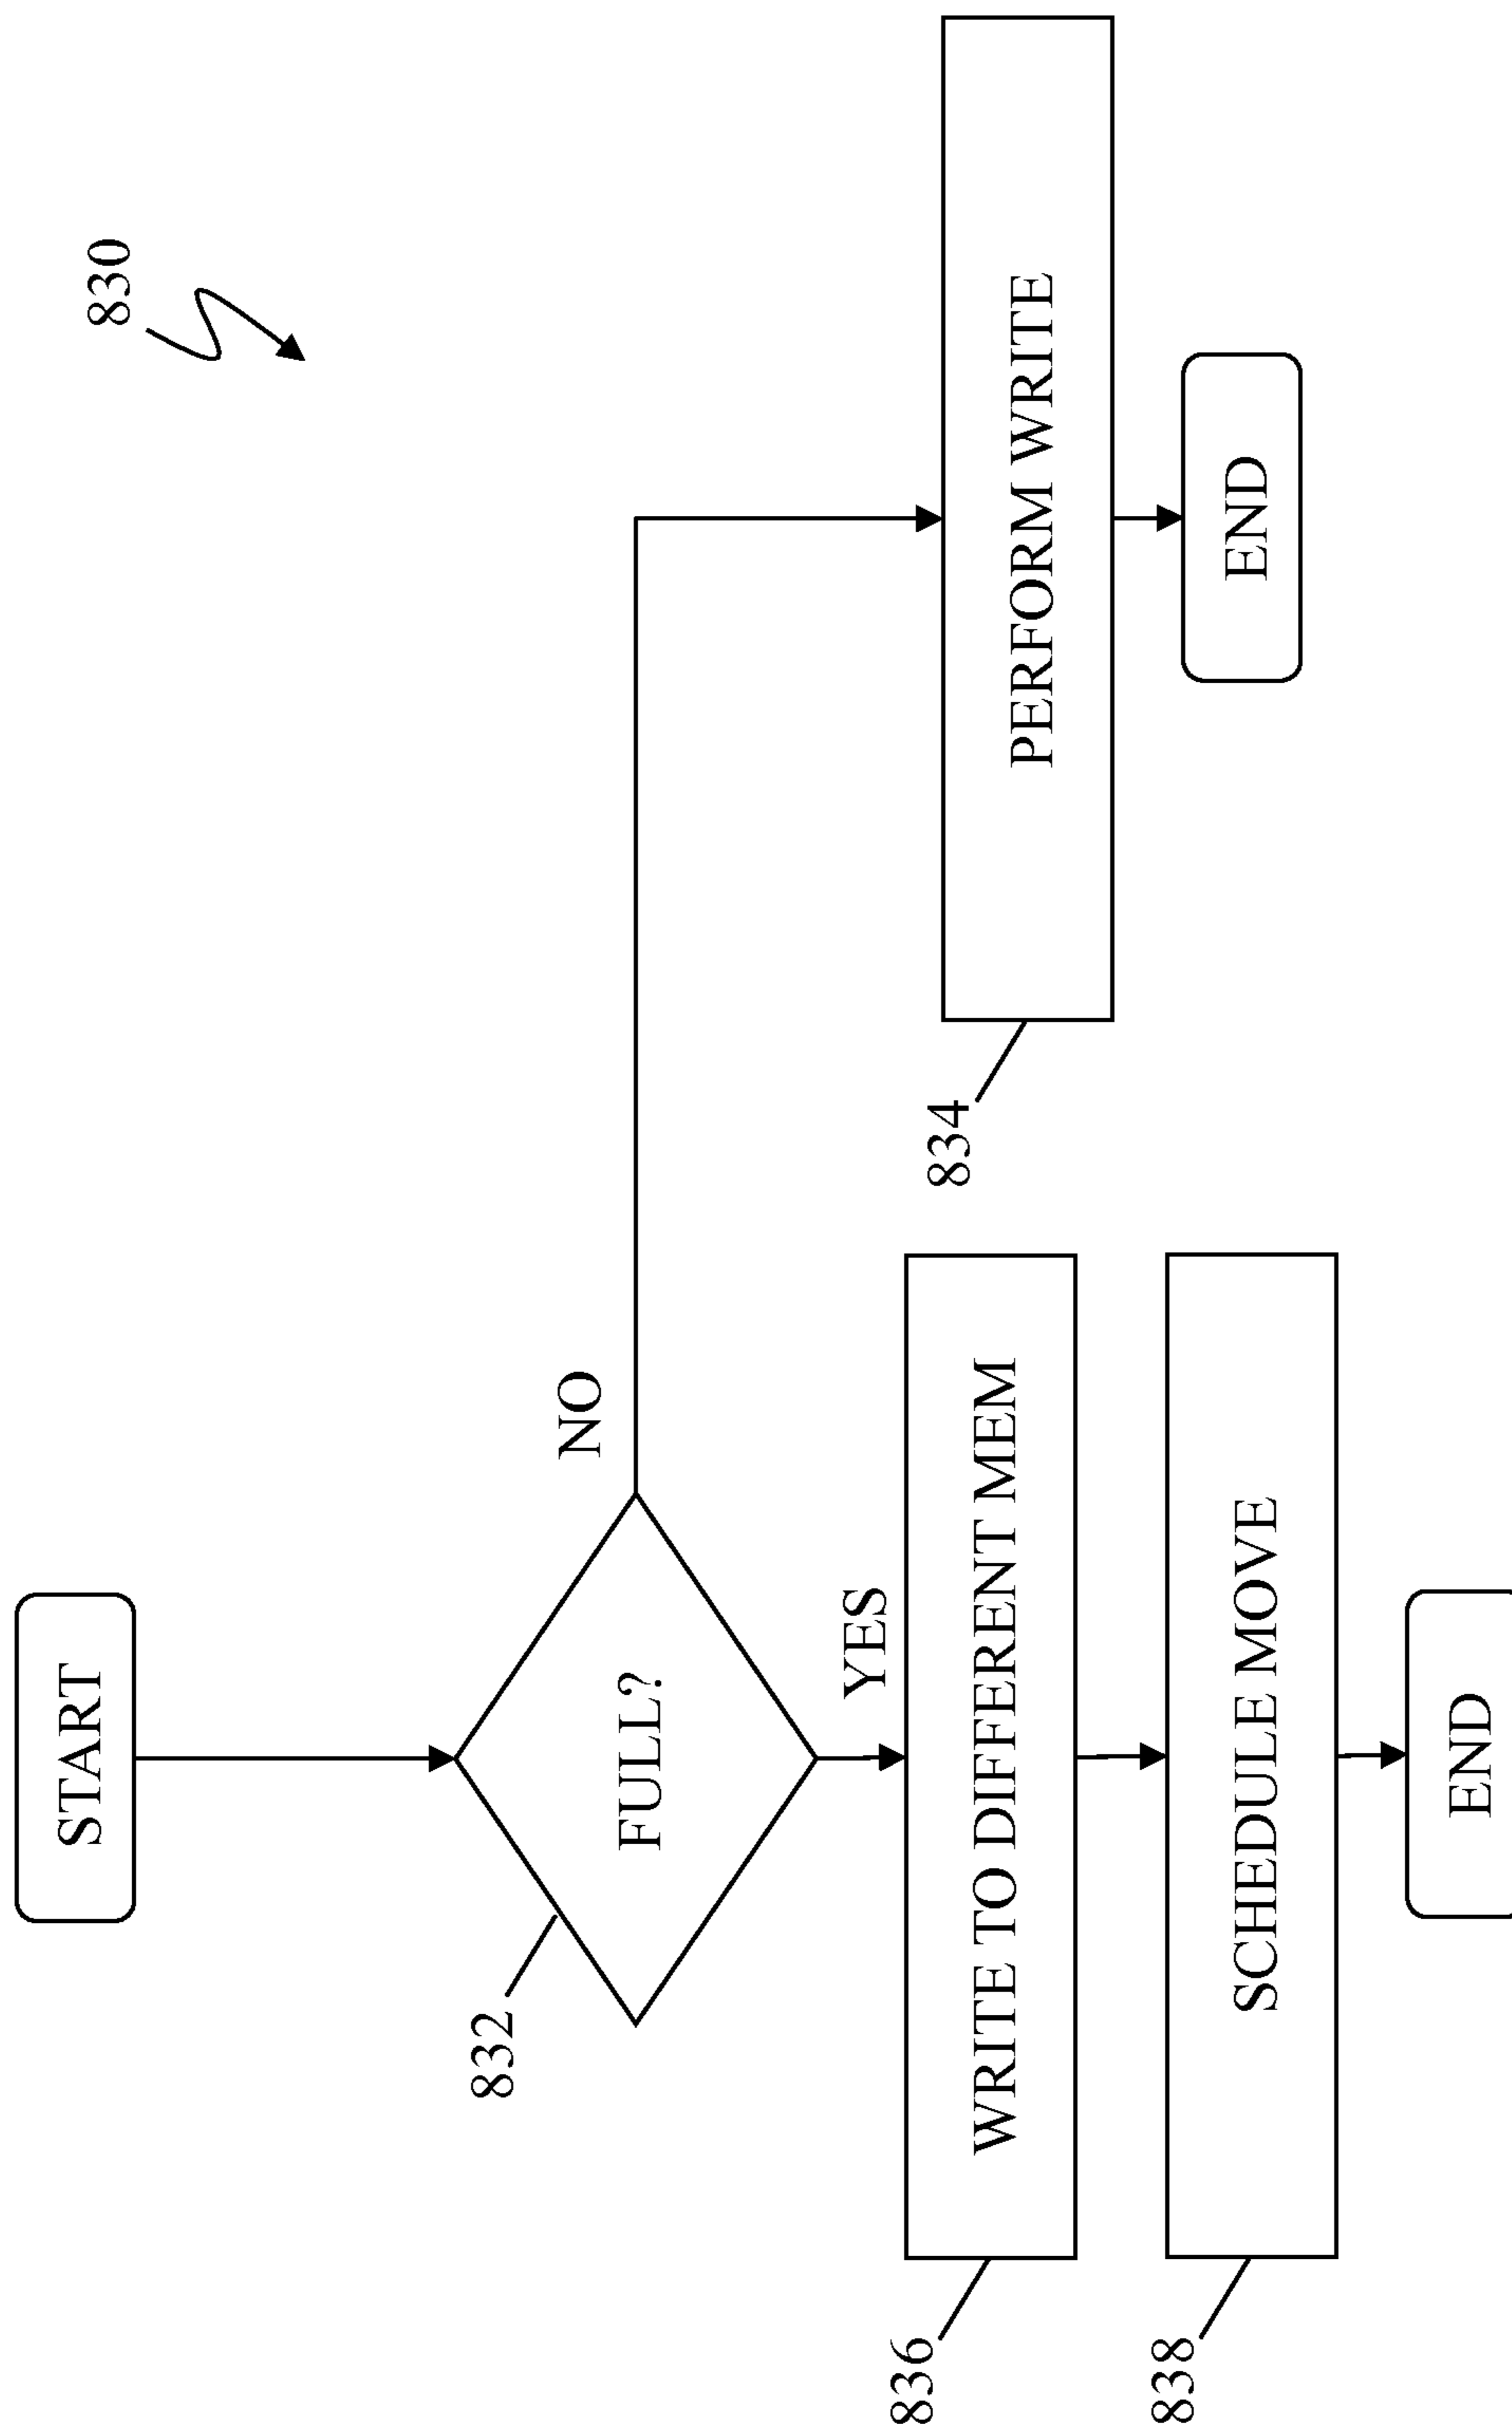 830
START
832
FULL?
NO
YES
834
PERFORM WRITE
836
WRITE TO DIFFERENT MEM
END
838
SCHEDULE MOVE
END